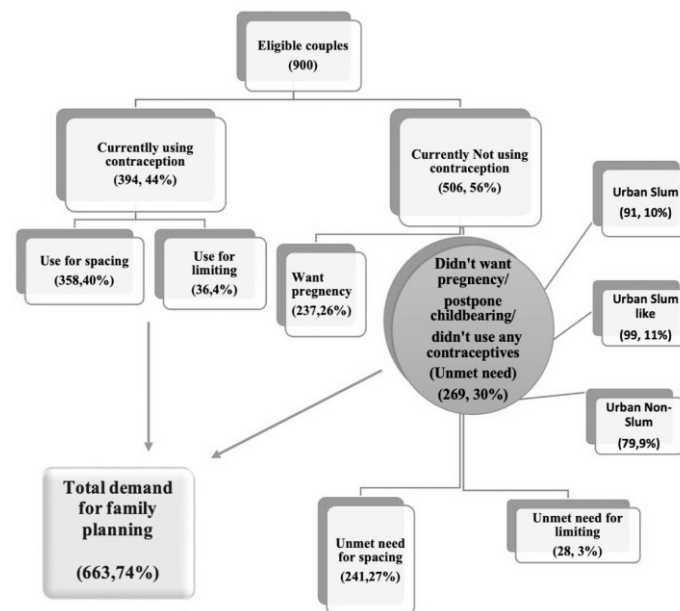 Eligible couples
(900)
Currentlly using
contraception
(394, 44%)
Currently Not using
contraception
(506, 56%)
Urban Slum
(91, 10%)
Use for spacing
(358,40%)
Use for
limiting
(36,4%)
Want
pregnency
(237,26%)
Didn't want
pregnancy/
postpone
childbearing/
didn't use any
contraceptives
(Unmet need)
(269, 30%)
Urban Slum
like
(99, 11%)
Urban Non-
Slum
(79,9%)
Total demand
for family
planning
(663,74%)
Unmet need
for spacing
(241,27%)
Unmet need for
limiting
(28, 3%)